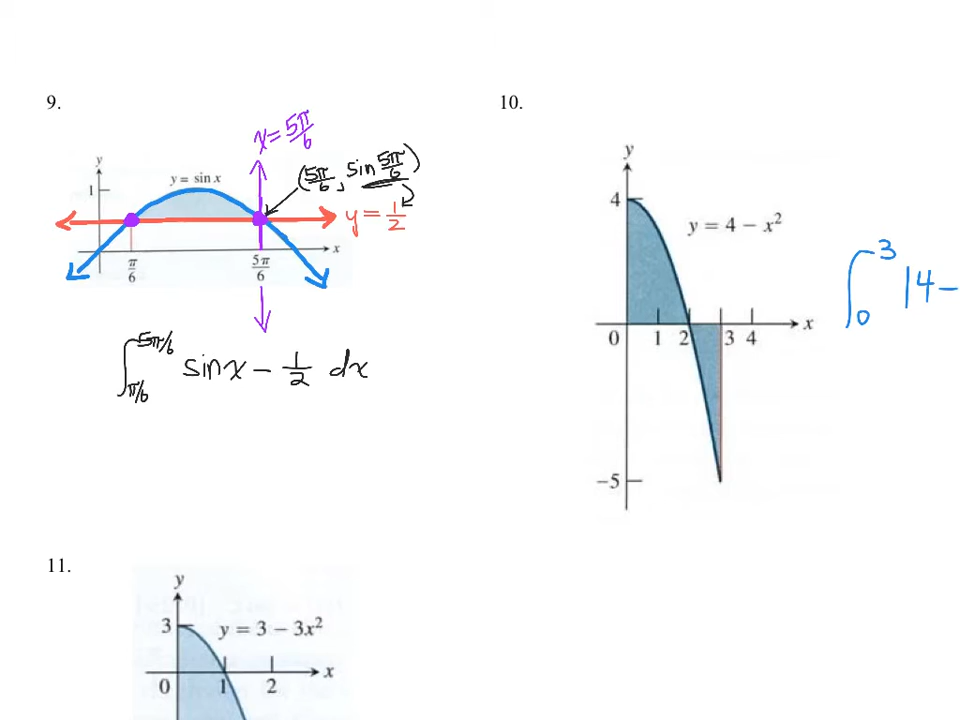 9.
x = 5π/6
(5π/6, sin 5π/6)
y
y = sin x
1
y = 1/2
x
π/6
5π/6
∫_{π/6}^{5π/6} sinx − 1/2 dx
10.
y
4
y = 4 − x²
∫_0^3 |4 −
x
0 1 2 3 4
−5
11.
y
3
y = 3 − 3x²
x
0 1 2